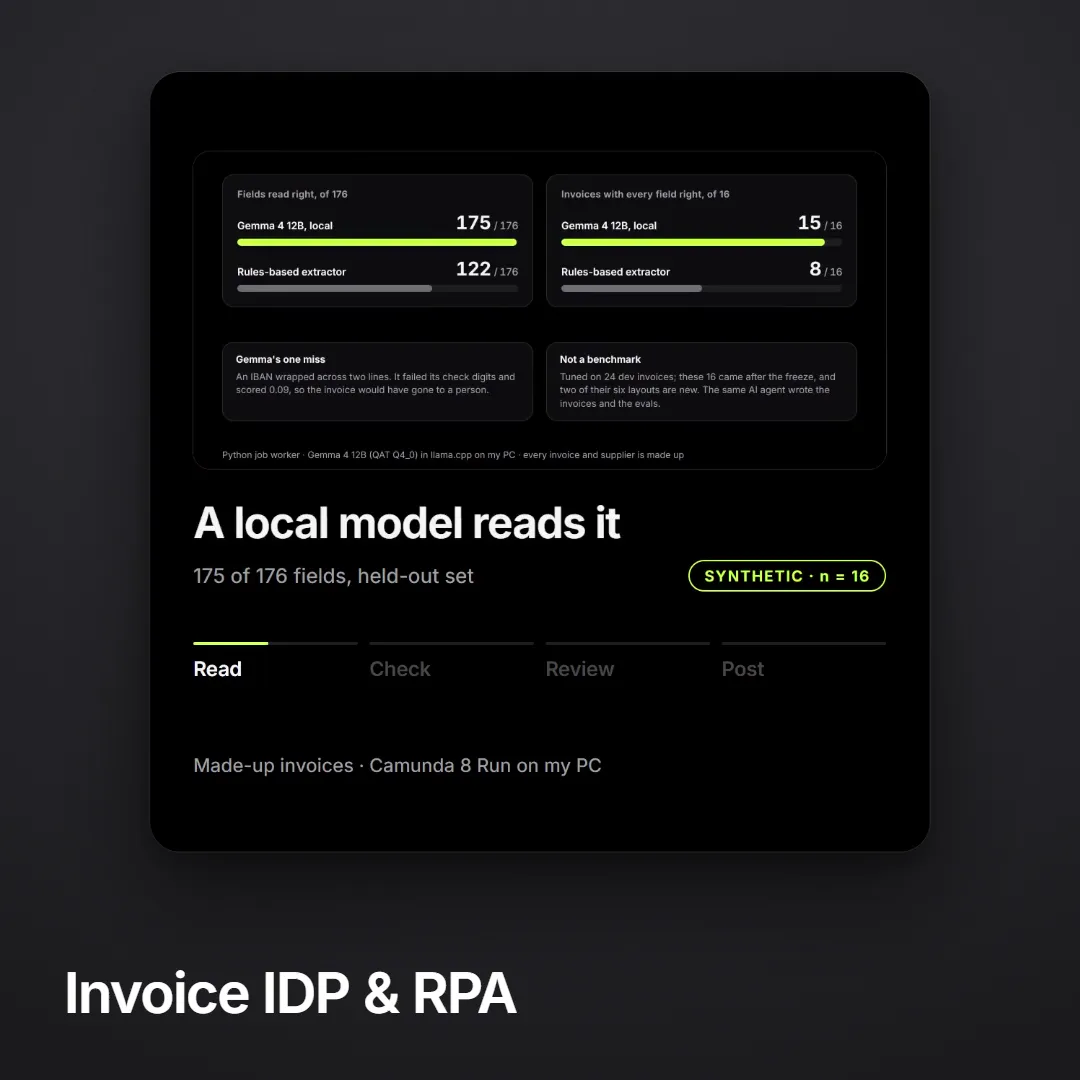 Fields read right, of 176
Gemma 4 12B, local 175 / 176
Rules-based extractor 122 / 176
Invoices with every field right, of 16
Gemma 4 12B, local 15 / 16
Rules-based extractor 8 / 16
Gemma's one miss
An IBAN wrapped across two lines. It failed its check digits and
scored 0.09, so the invoice would have gone to a person.
Not a benchmark
Tuned on 24 dev invoices; these 16 came after the freeze, and
two of their six layouts are new. The same AI agent wrote the
invoices and the evals.
Python job worker · Gemma 4 12B (QAT Q4_0) in llama.cpp on my PC · every invoice and supplier is made up
A local model reads it
175 of 176 fields, held-out set
SYNTHETIC · n = 16
Read
Check
Review
Post
Made-up invoices · Camunda 8 Run on my PC
Invoice IDP & RPA